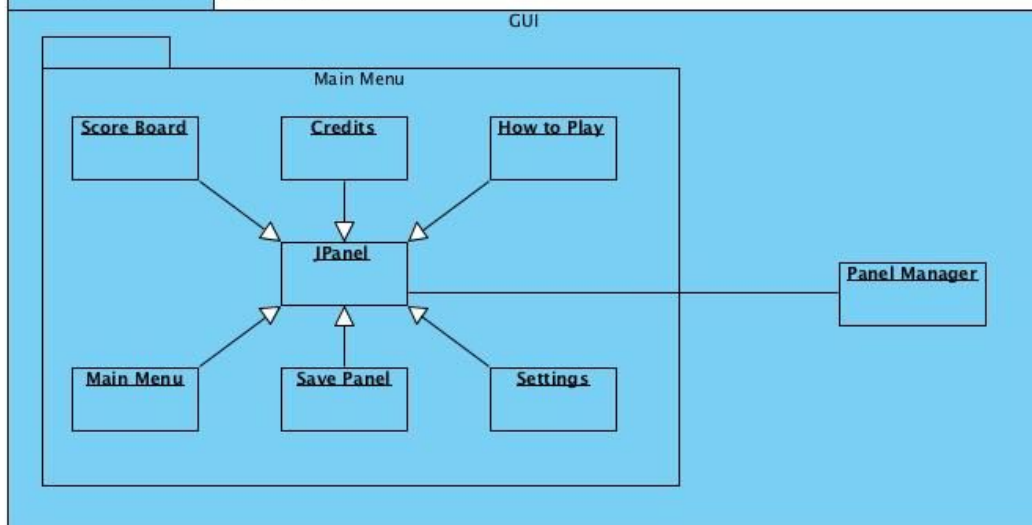 GUI
Main Menu
Score Board
Credits
How to Play
JPanel
Panel Manager
Main Menu
Save Panel
Settings